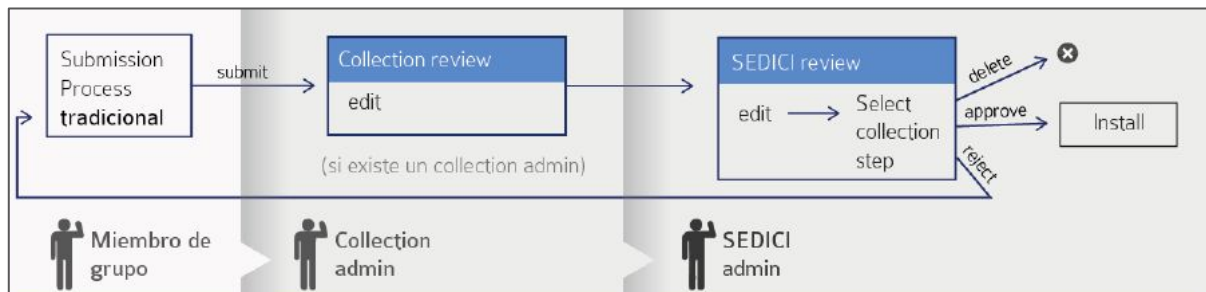 Submission
Process
tradicional
submit
Collection review
edit
(si existe un collection admin)
SEDICI review
edit
Select
collection
step
delete
approve
reject
Install
Miembro de
grupo
Collection
admin
SEDICI
admin